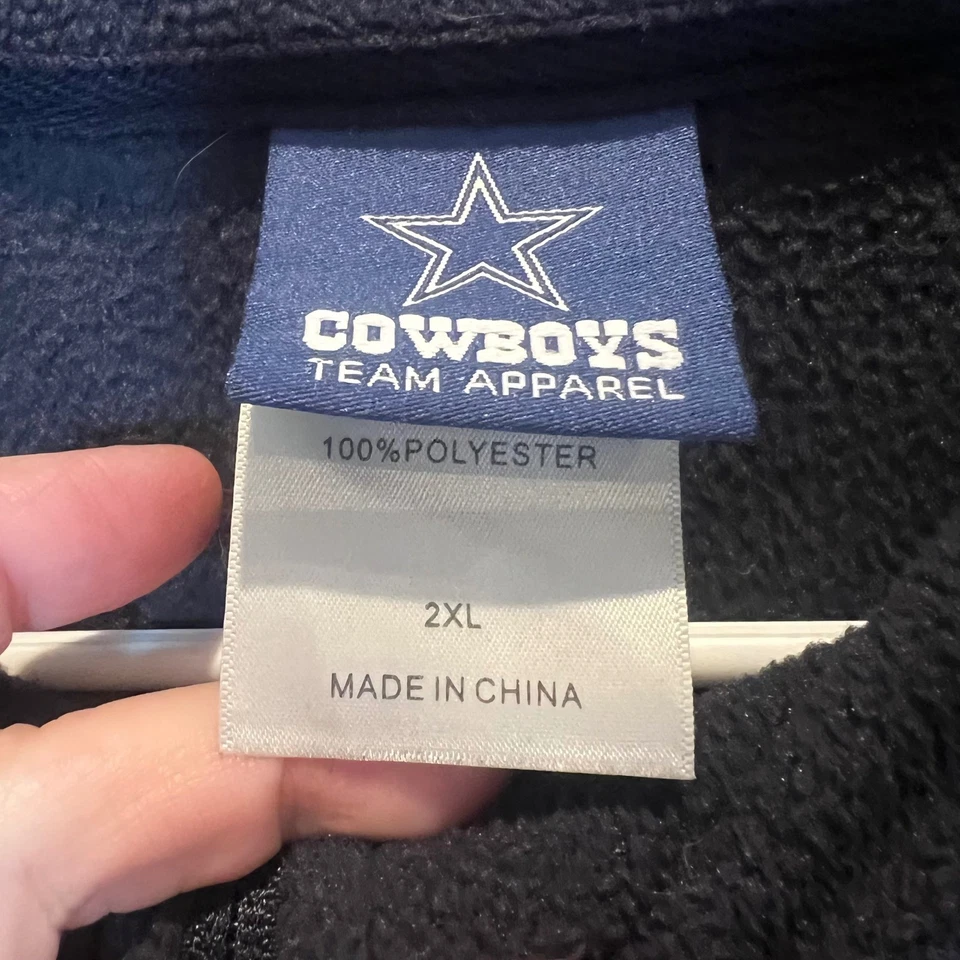 COWBOYS
TEAM APPAREL
100%POLYESTER
2XL
MADE IN CHINA